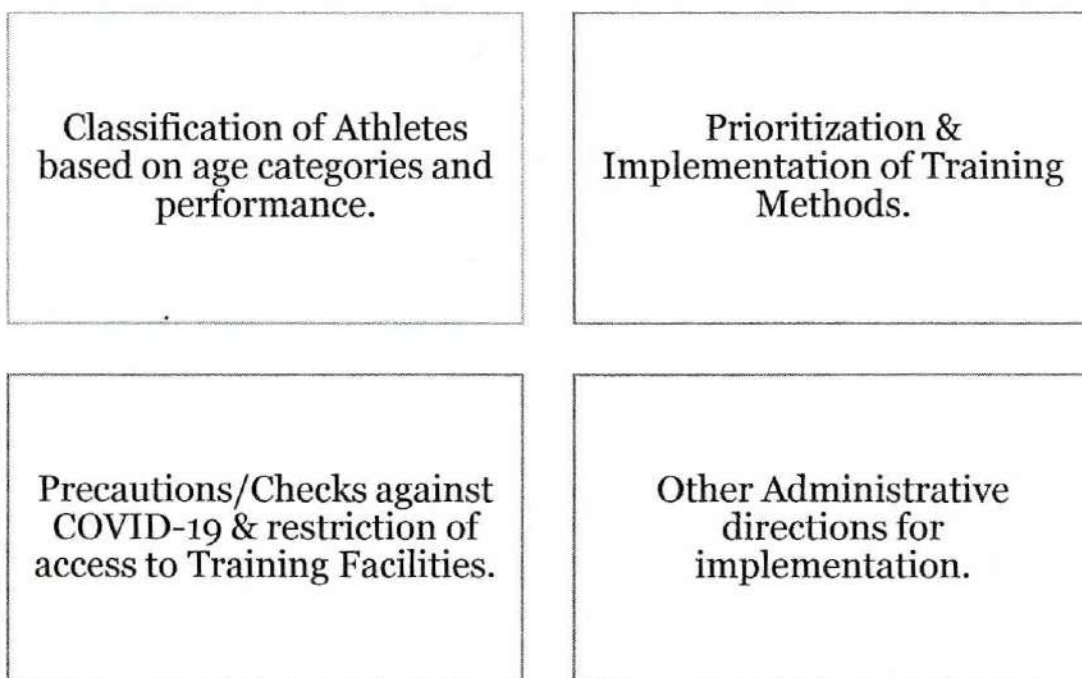 Classification of Athletes
based on age categories and
performance.
Prioritization &
Implementation of Training
Methods.
Precautions/Checks against
COVID-19 & restriction of
access to Training Facilities.
Other Administrative
directions for
implementation.